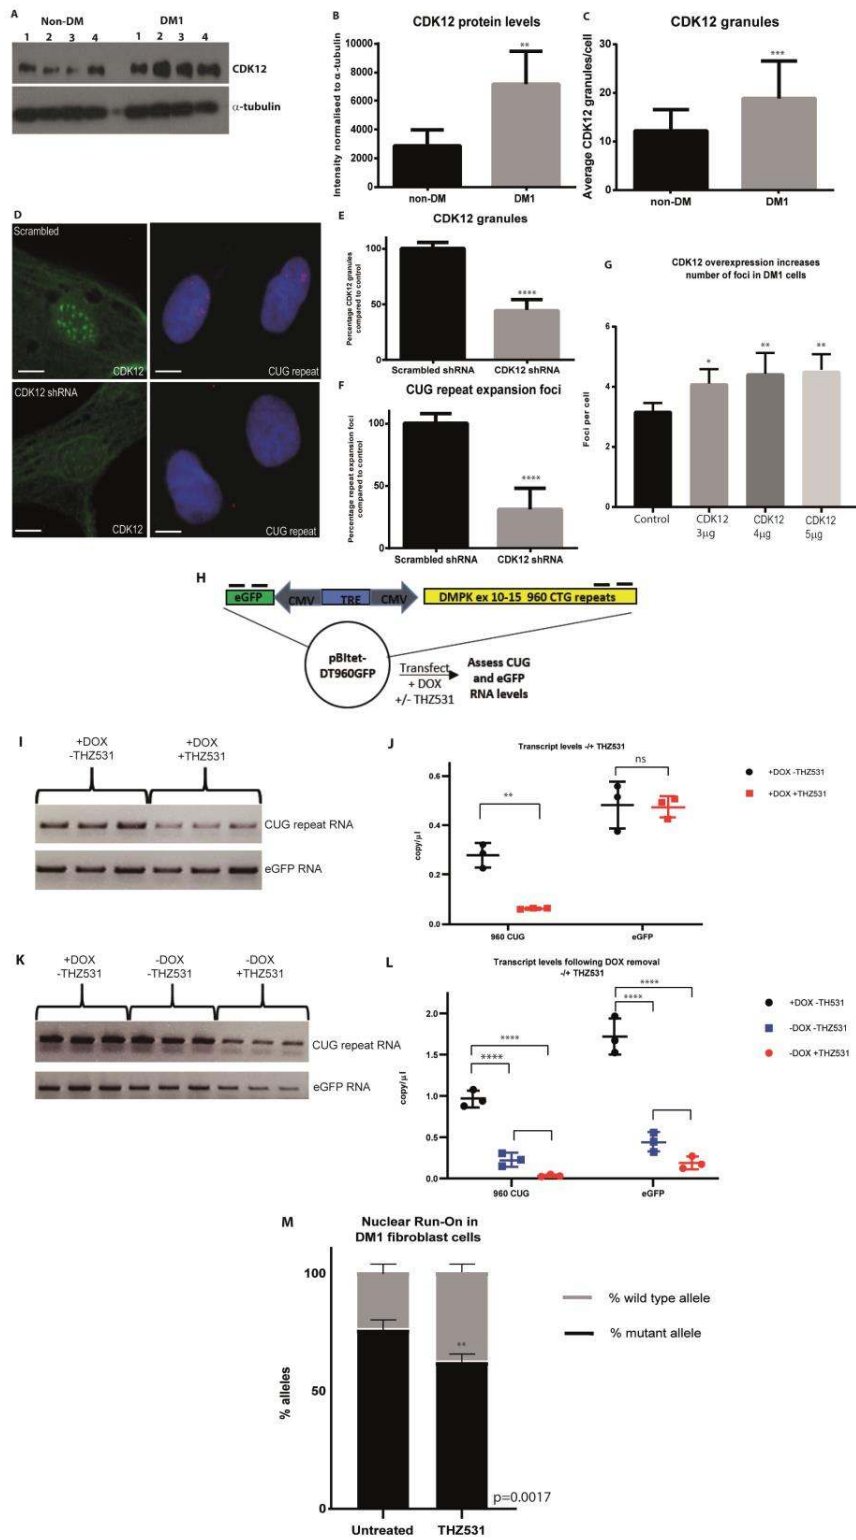 A
Non-DM
DM1
1 2 3 4
1 2 3 4
CDK12
α-tubulin
B
CDK12 protein levels
Intensity normalised to α-tubulin
10000
8000
6000
4000
2000
0
**
non-DM
DM1
C
CDK12 granules
Average CDK12 granules/cell
30
20
10
0
***
non-DM
DM1
D
Scrambled
CDK12
CUG repeat
CDK12 shRNA
CDK12
CUG repeat
E
CDK12 granules
Percentage CDK12 granules
compared to control
100
50
0
****
Scrambled shRNA
CDK12 shRNA
F
CUG repeat expansion foci
Percentage repeat expansion foci
compared to control
100
50
0
****
Scrambled shRNA
CDK12 shRNA
G
CDK12 overexpression increases
number of foci in DM1 cells
Foci per cell
6
4
2
0
*
**
**
Control
CDK12
3µg
CDK12
4µg
CDK12
5µg
H
eGFP
CMV
TRE
CMV
DMPK ex 10-15 960 CTG repeats
pBItet-
DT960GFP
Transfect
+ DOX
+/- THZ531
Assess CUG
and eGFP
RNA levels
I
+DOX
-THZ531
+DOX
+THZ531
CUG repeat RNA
eGFP RNA
J
Transcript levels -/+ THZ531
copy/µl
0.6
0.4
0.2
0.0
**
ns
960 CUG
eGFP
+DOX -THZ531
+DOX +THZ531
K
+DOX
-THZ531
-DOX
-THZ531
-DOX
+THZ531
CUG repeat RNA
eGFP RNA
L
Transcript levels following DOX removal
-/+ THZ531
copy/µl
2.0
1.5
1.0
0.5
0.0
****
****
****
****
960 CUG
eGFP
+DOX -TH531
-DOX -THZ531
-DOX +THZ531
M
Nuclear Run-On in
DM1 fibroblast cells
% alleles
100
50
0
**
% wild type allele
% mutant allele
p=0.0017
Untreated
THZ531